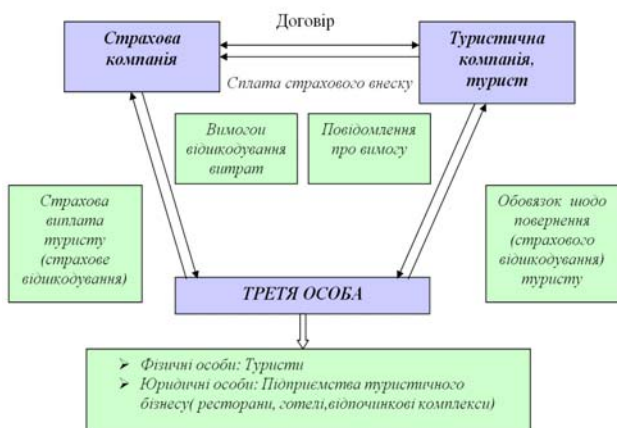 Договір
Страхова
компанія
Туристична
компанія,
турист
Сплата страхового внеску
Вимогои
відшкодування
витрат
Повідомлення
про вимогу
Страхова
виплата
туристу
(страхове
відшкодування)
Обовязок шодо
повернення
(страхового
відшкодування)
туристу
ТРЕТЯ ОСОБА
➢ Фізичні особи: Туристи
➢ Юридичні особи: Підприємства туристичного
бізнесу( ресторани, готелі,відпочинкові комплекси)